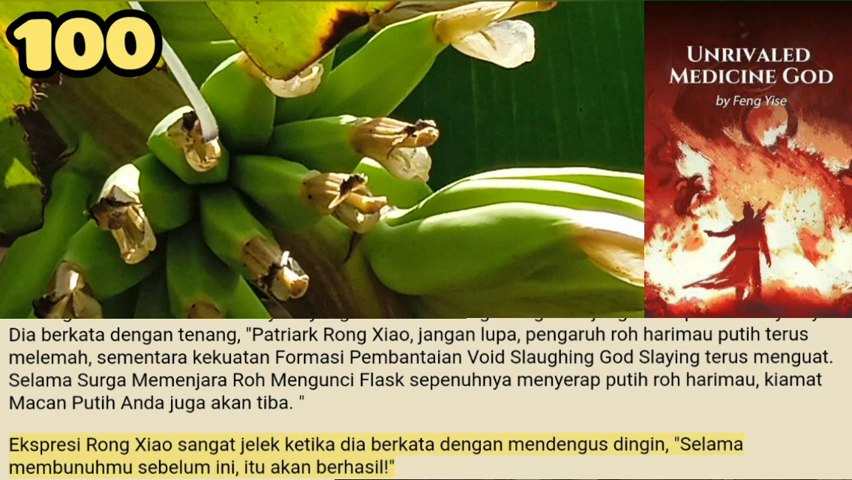 100
UNRIVALED
MEDICINE GOD
by Feng Yise
Dia berkata dengan tenang, "Patriark Rong Xiao, jangan lupa, pengaruh roh harimau putih terus
melemah, sementara kekuatan Formasi Pembantaian Void Slaughing God Slaying terus menguat.
Selama Surga Memenjara Roh Mengunci Flask sepenuhnya menyerap putih roh harimau, kiamat
Macan Putih Anda juga akan tiba. "
Ekspresi Rong Xiao sangat jelek ketika dia berkata dengan mendengus dingin, "Selama
membunuhmu sebelum ini, itu akan berhasil!"